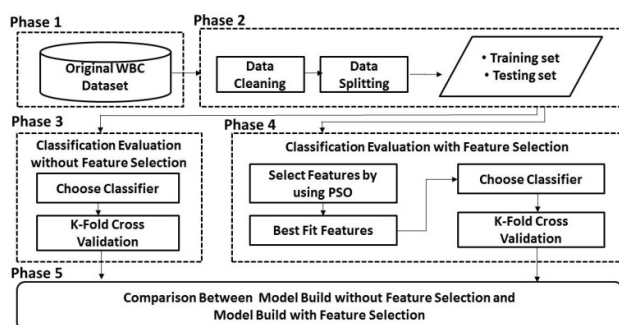 Phase 1
Original WBC
Dataset
Phase 2
Data
Cleaning
Data
Splitting
• Training set
• Testing set
Phase 3
Classification Evaluation
without Feature Selection
Choose Classifier
K-Fold Cross
Validation
Phase 4
Classification Evaluation with Feature Selection
Select Features by
using PSO
Best Fit Features
Choose Classifier
K-Fold Cross
Validation
Phase 5
Comparison Between Model Build without Feature Selection and
Model Build with Feature Selection